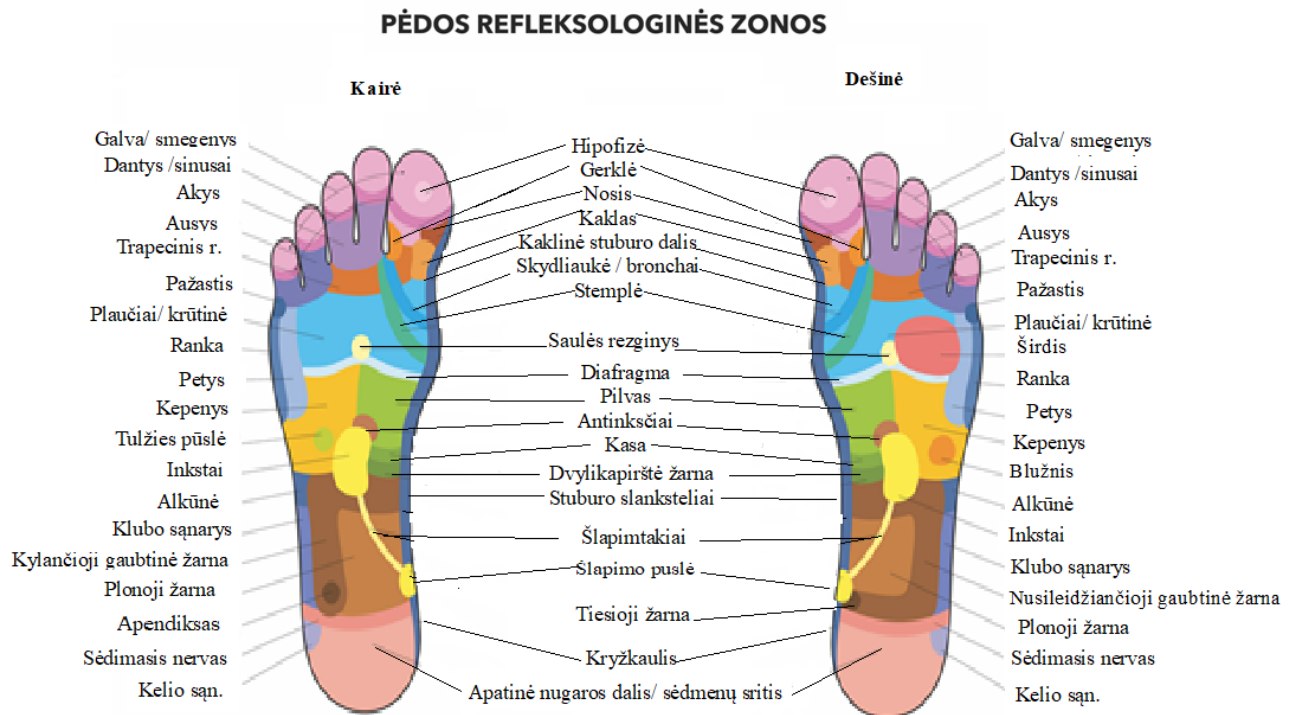 PĖDOS REFLEKSOLOGINĖS ZONOS
Kairė
Dešinė
Galva/ smegenys
Dantys /sinusai
Akys
Ausys
Trapecinis r.
Pažastis
Plaučiai/ krūtinė
Ranka
Petys
Kepenys
Tulžies pūslė
Inkstai
Alkūnė
Klubo sąnarys
Kylančioji gaubtinė žarna
Plonoji žarna
Apendiksas
Sėdimasis nervas
Kelio sąn.
Hipofizė
Gerklė
Nosis
Kaklas
Kaklinė stuburo dalis
Skydliaukė / bronchai
Stemplė
Saulės rezginys
Diafragma
Pilvas
Antinksčiai
Kasa
Dvylikapirštė žarna
Stuburo slanksteliai
Šlapimtakiai
Šlapimo puslė
Tiesioji žarna
Kryžkaulis
Apatinė nugaros dalis/ sėdmenų sritis
Galva/ smegenys
Dantys /sinusai
Akys
Ausys
Trapecinis r.
Pažastis
Plaučiai/ krūtinė
Širdis
Ranka
Petys
Kepenys
Blužnis
Alkūnė
Inkstai
Klubo sąnarys
Nusileidžiančioji gaubtinė žarna
Plonoji žarna
Sėdimasis nervas
Kelio sąn.